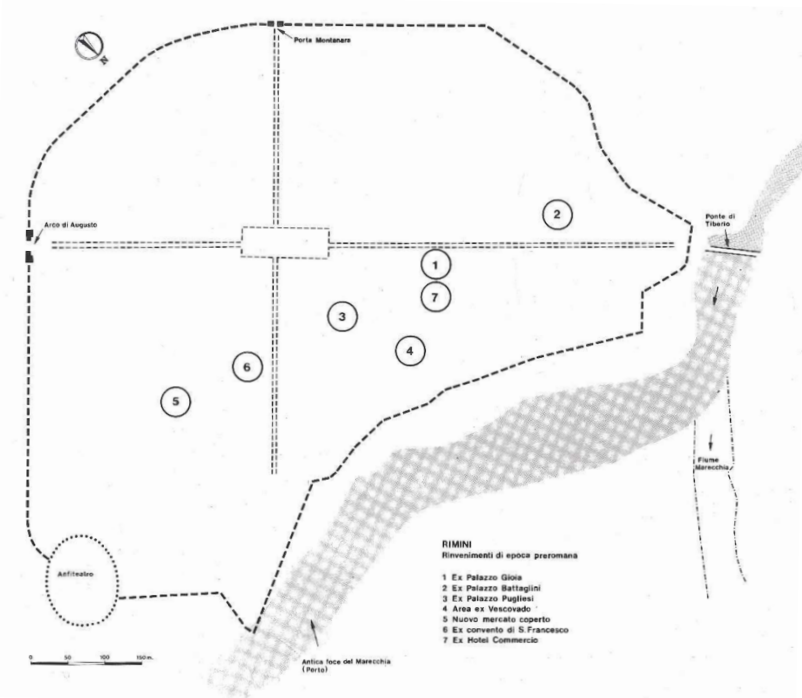 Porta Montanara
N
2
Arco di Augusto
Ponte di
Tiberio
1
7
3
4
6
5
Fiume
Marecchia
Anfiteatro
RIMINI
Rinvenimenti di epoca preromana
1 Ex Palazzo Gioia
2 Ex Palazzo Battaglini
3 Ex Palazzo Pugliesi
4 Area ex Vescovado
5 Nuovo mercato coperto
6 Ex convento di S. Francesco
7 Ex Hotel Commercio
0 50 100 150 m.
Antica foce del Marecchia
(Porto)